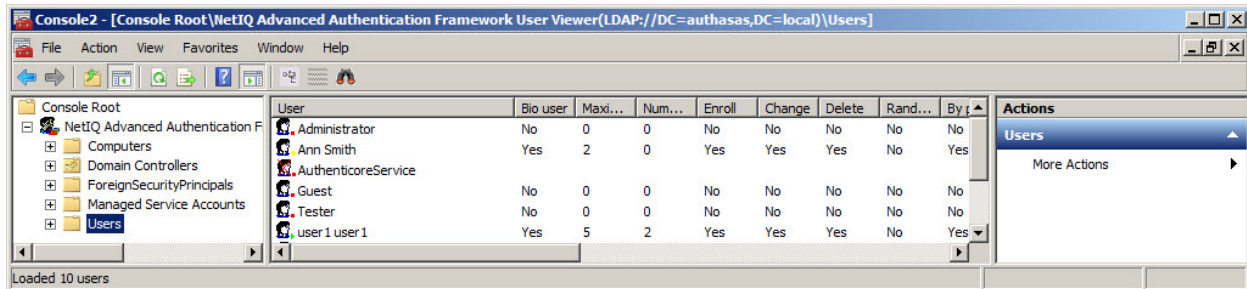 Console2 - [Console Root\NetIQ Advanced Authentication Framework User Viewer(LDAP://DC=authasas,DC=local)\Users]
File Action View Favorites Window Help
Console Root
NetIQ Advanced Authentication F
Computers
Domain Controllers
ForeignSecurityPrincipals
Managed Service Accounts
Users
User Bio user Maxi... Num... Enroll Change Delete Rand... By p
Administrator No 0 0 No No No No No
Ann Smith Yes 2 0 Yes Yes Yes No Yes
AuthenticoreService
Guest No 0 0 No No No No No
Tester No 0 0 No No No No No
user1 user1 Yes 5 2 Yes Yes Yes No Yes
Actions
Users
More Actions
Loaded 10 users